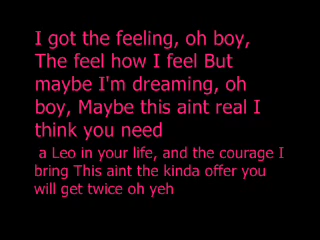 I got the feeling, oh boy,
The feel how I feel But
maybe I'm dreaming, oh
boy, Maybe this aint real I
think you need
a Leo in your life, and the courage I
bring This aint the kinda offer you
will get twice oh yeh